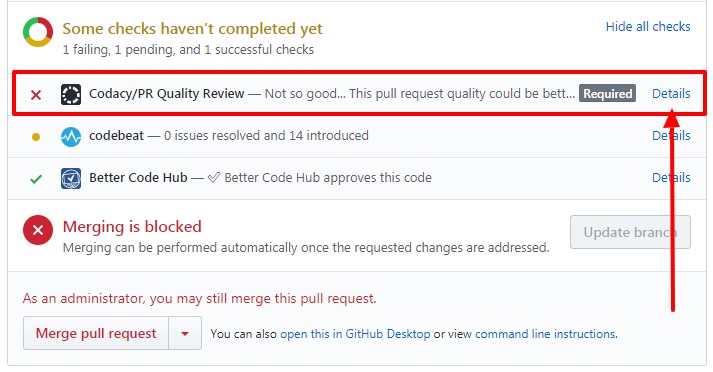 Some checks haven't completed yet
Hide all checks
1 failing, 1 pending, and 1 successful checks
Codacy/PR Quality Review — Not so good... This pull request quality could be bett... Required Details
codebeat — 0 issues resolved and 14 introduced Details
Better Code Hub — ✅ Better Code Hub approves this code Details
Merging is blocked
Merging can be performed automatically once the requested changes are addressed.
Update branch
As an administrator, you may still merge this pull request.
Merge pull request You can also open this in GitHub Desktop or view command line instructions.